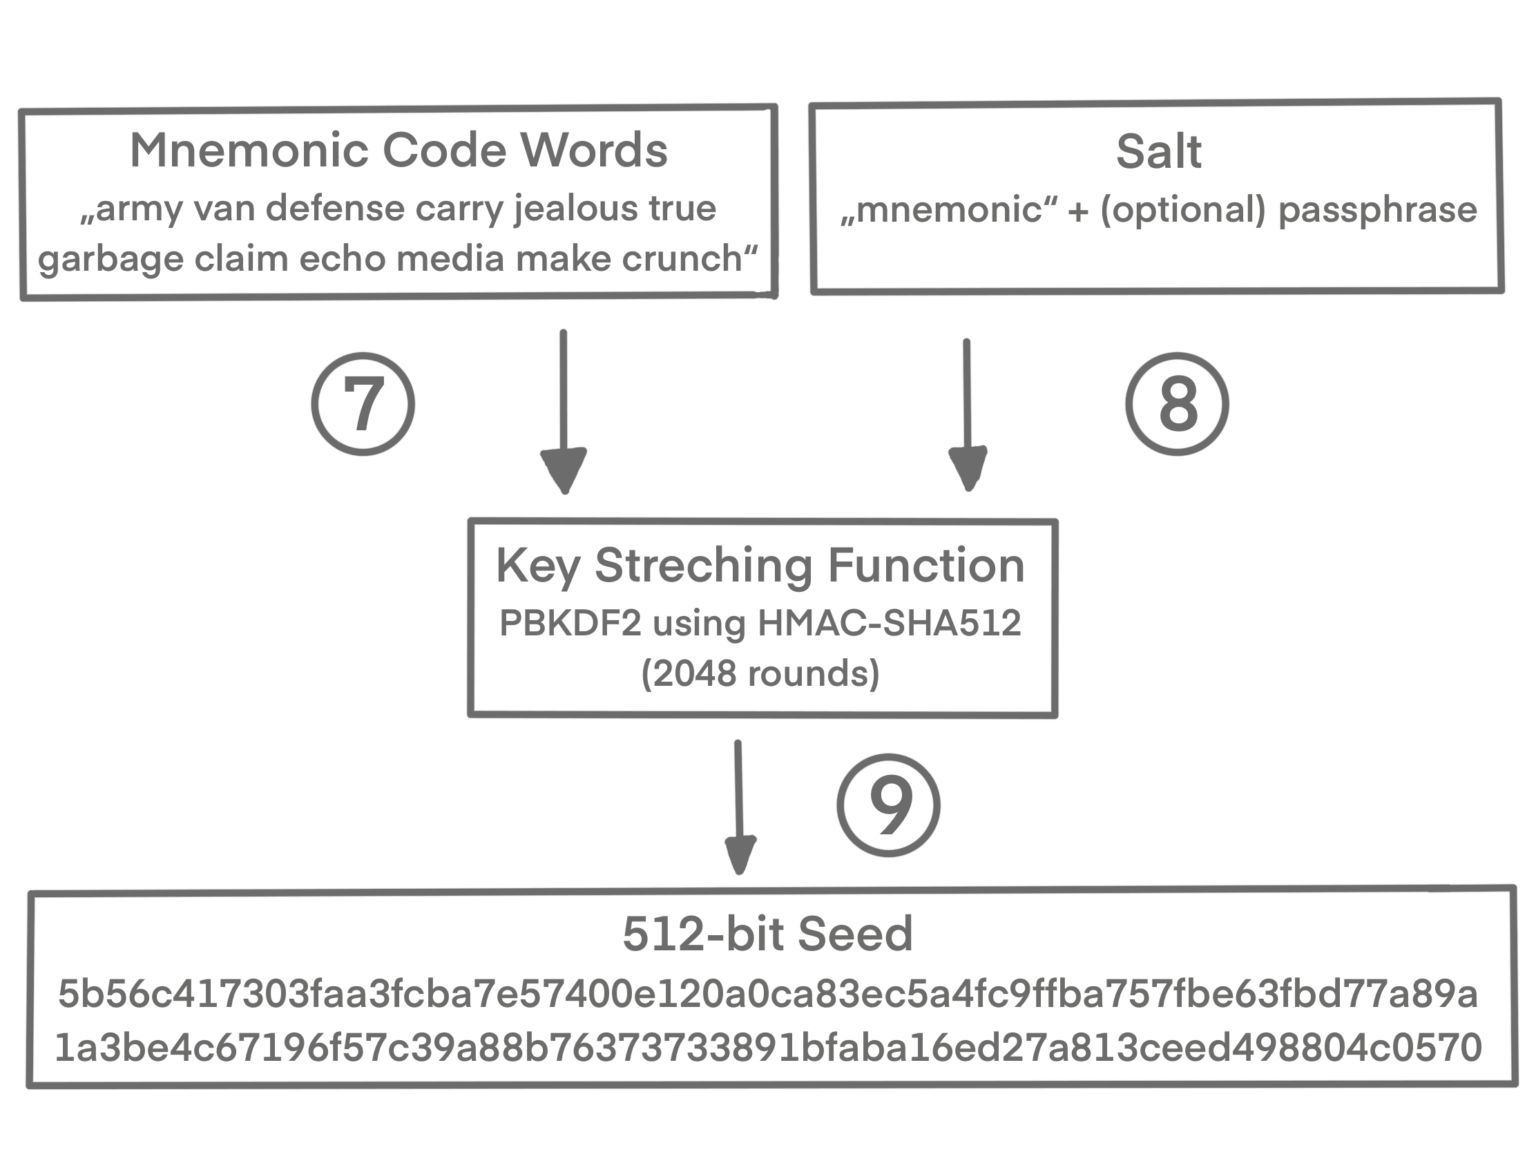 Mnemonic Code Words
„army van defense carry jealous true
garbage claim echo media make crunch“
Salt
„mnemonic“ + (optional) passphrase
7
8
Key Streching Function
PBKDF2 using HMAC-SHA512
(2048 rounds)
9
512-bit Seed
5b56c417303faa3fcba7e57400e120a0ca83ec5a4fc9ffba757fbe63fbd77a89a
1a3be4c67196f57c39a88b76373733891bfaba16ed27a813ceed498804c0570